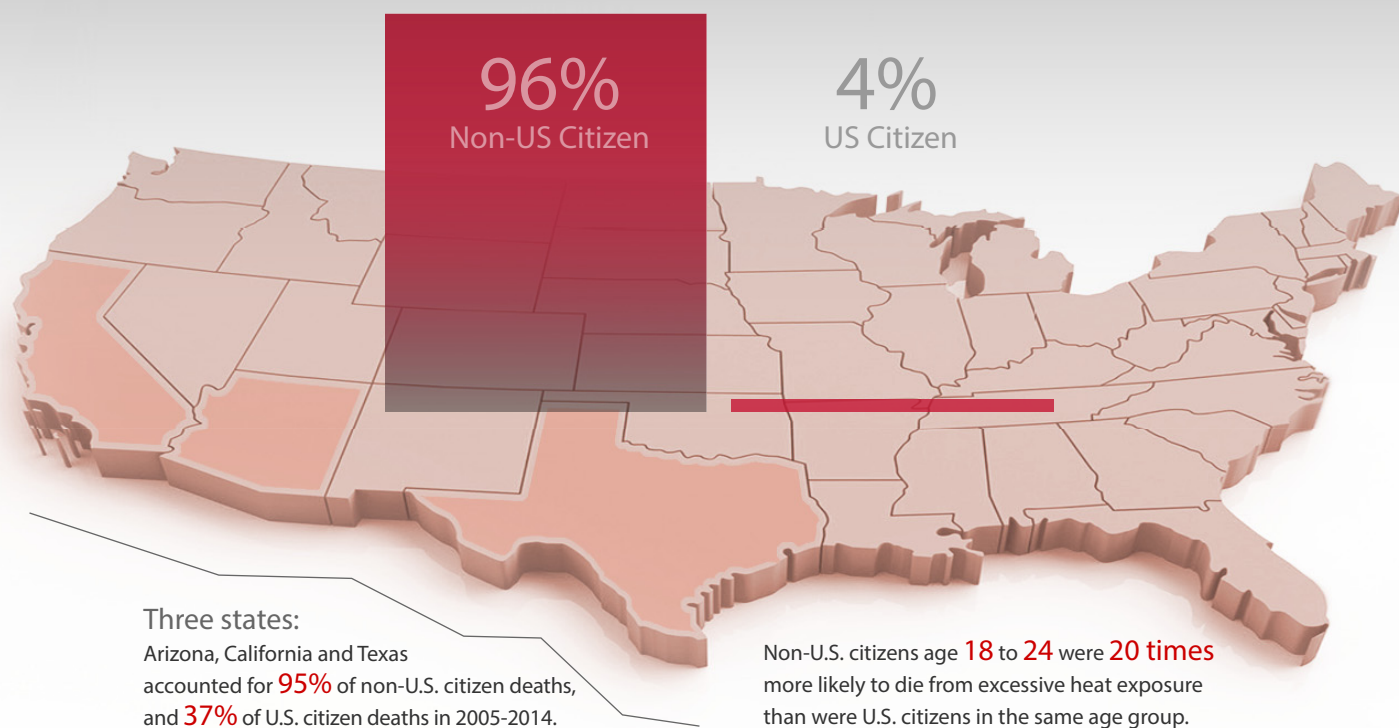 96%
Non-US Citizen
4%
US Citizen
Three states:
Arizona, California and Texas
accounted for 95% of non-U.S. citizen deaths,
and 37% of U.S. citizen deaths in 2005-2014.
Non-U.S. citizens age 18 to 24 were 20 times
more likely to die from excessive heat exposure
than were U.S. citizens in the same age group.